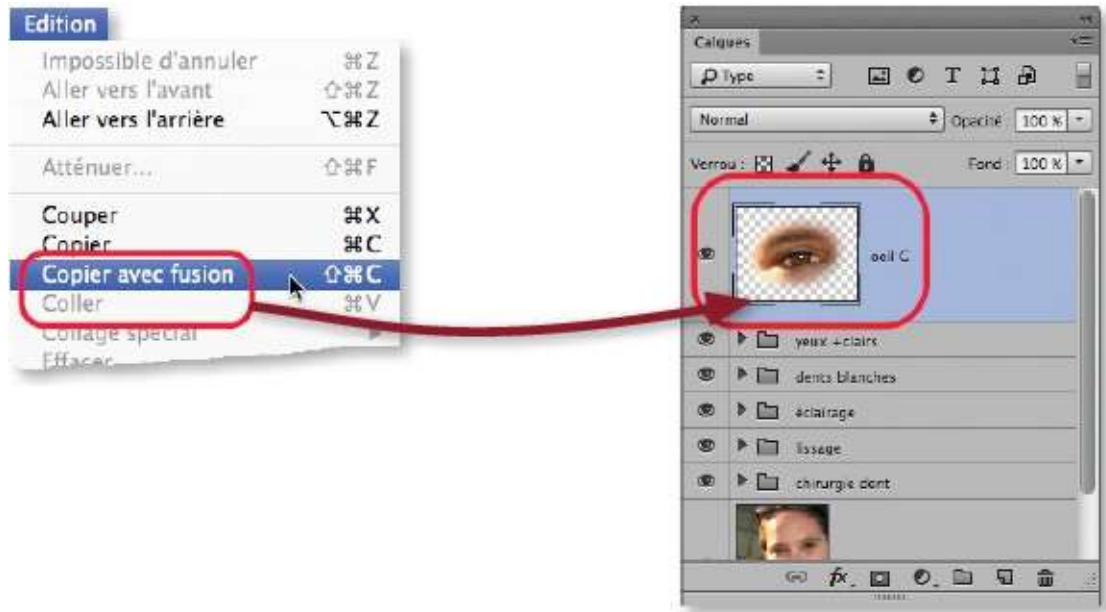 Edition
Impossible d'annuler ⌘Z
Aller vers l'avant ⇧⌘Z
Aller vers l'arrière ⌥⌘Z
Atténuer... ⇧⌘F
Couper ⌘X
Copier ⌘C
Copier avec fusion ⇧⌘C
Coller ⌘V
Collage spécial
Effacer
Calques
Type
Normal Opacité 100 %
Verrou : Fond : 100 %
oeil G
yeux +clairs
dents blanches
éclairage
lissage
chirurgie dent